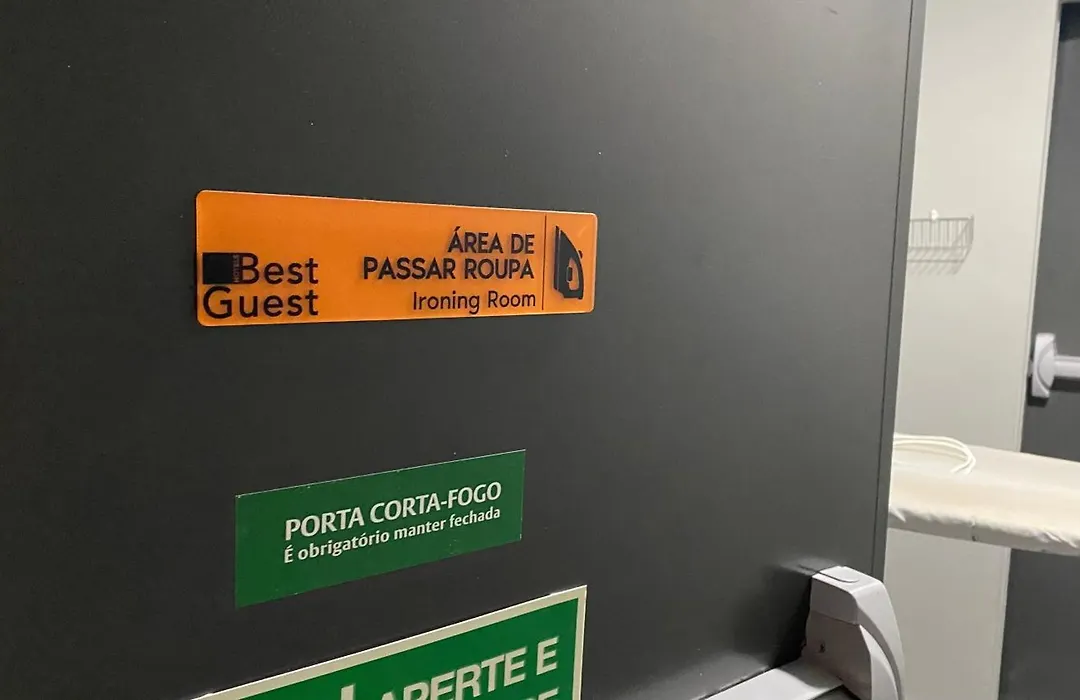 Best
Guest
ÁREA DE
PASSAR ROUPA
Ironing Room
PORTA CORTA-FOGO
É obrigatório manter fechada
APERTE E